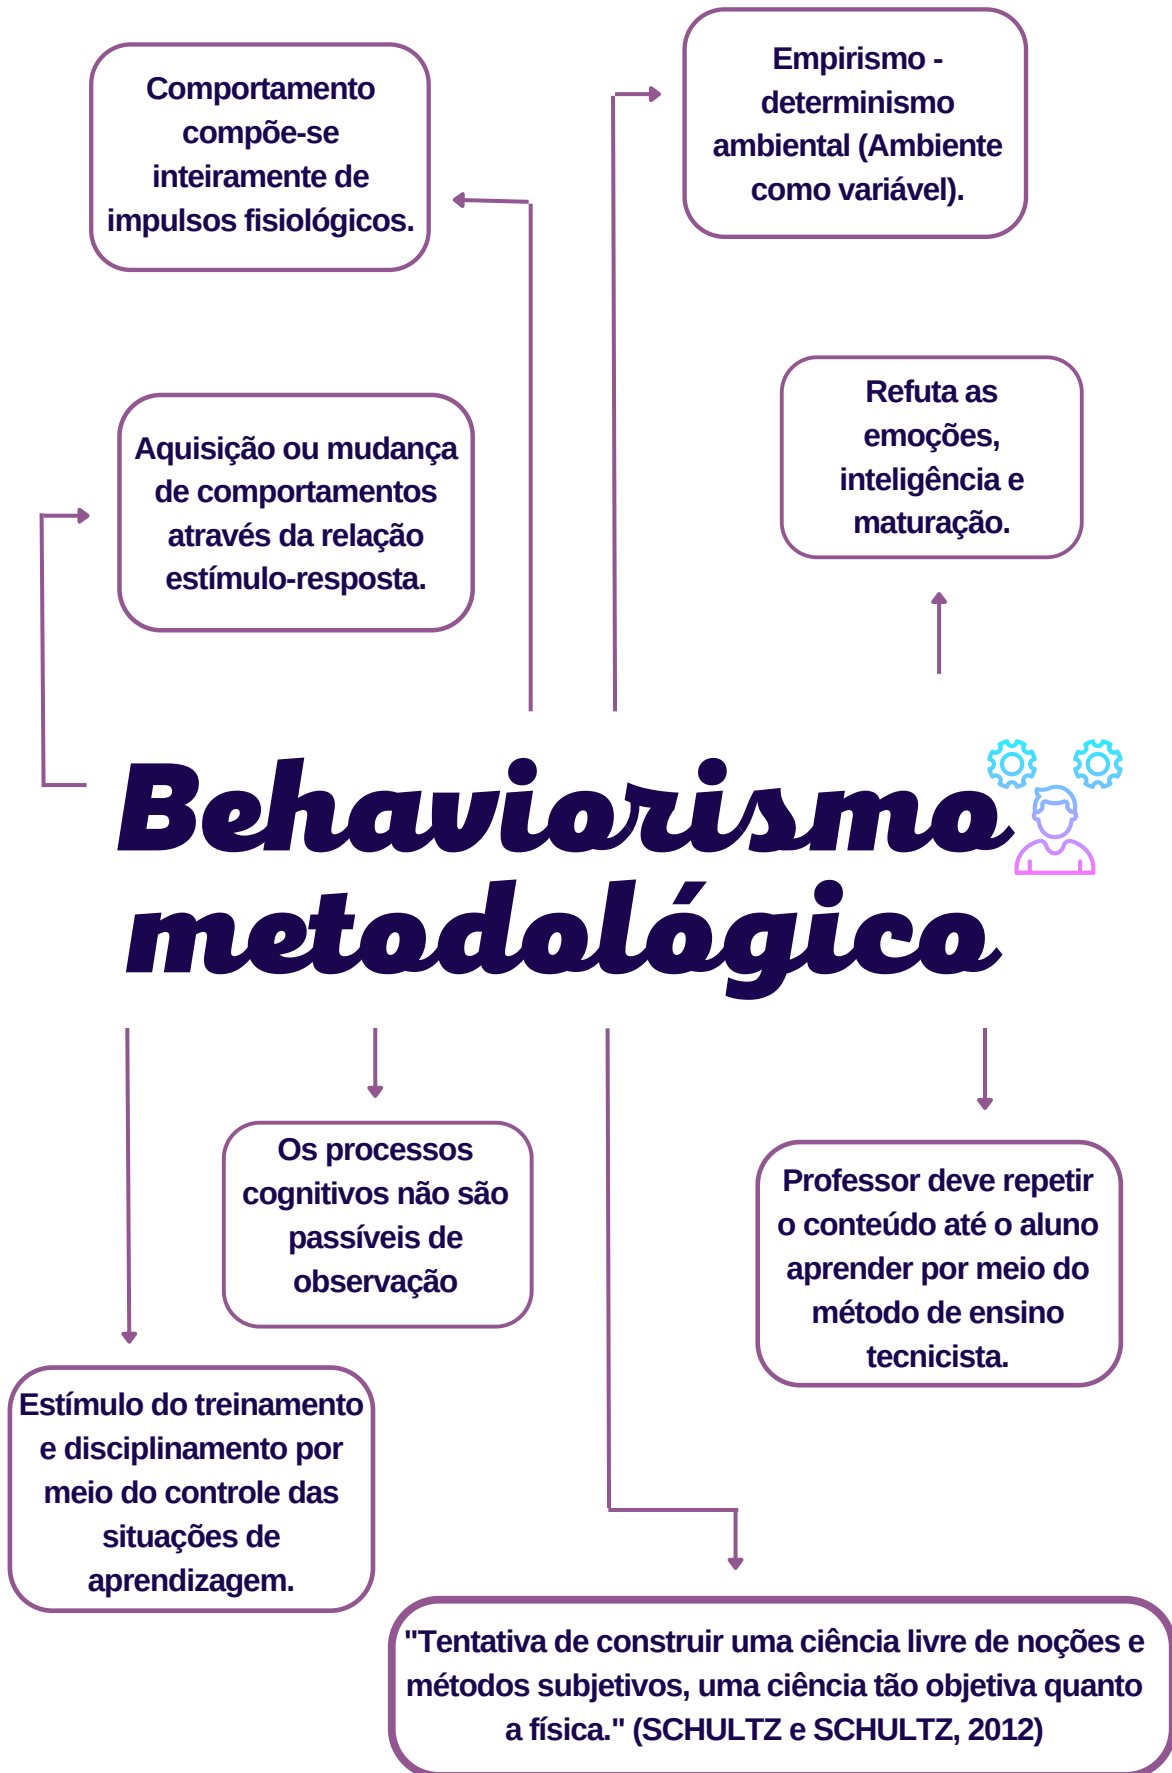 Comportamento
compõe-se
inteiramente de
impulsos fisiológicos.
Empirismo -
determinismo
ambiental (Ambiente
como variável).
Aquisição ou mudança
de comportamentos
através da relação
estímulo-resposta.
Refuta as
emoções,
inteligência e
maturação.
Behaviorismo
metodológico
Os processos
cognitivos não são
passíveis de
observação
Professor deve repetir
o conteúdo até o aluno
aprender por meio do
método de ensino
tecnicista.
Estímulo do treinamento
e disciplinamento por
meio do controle das
situações de
aprendizagem.
"Tentativa de construir uma ciência livre de noções e
métodos subjetivos, uma ciência tão objetiva quanto
a física." (SCHULTZ e SCHULTZ, 2012)